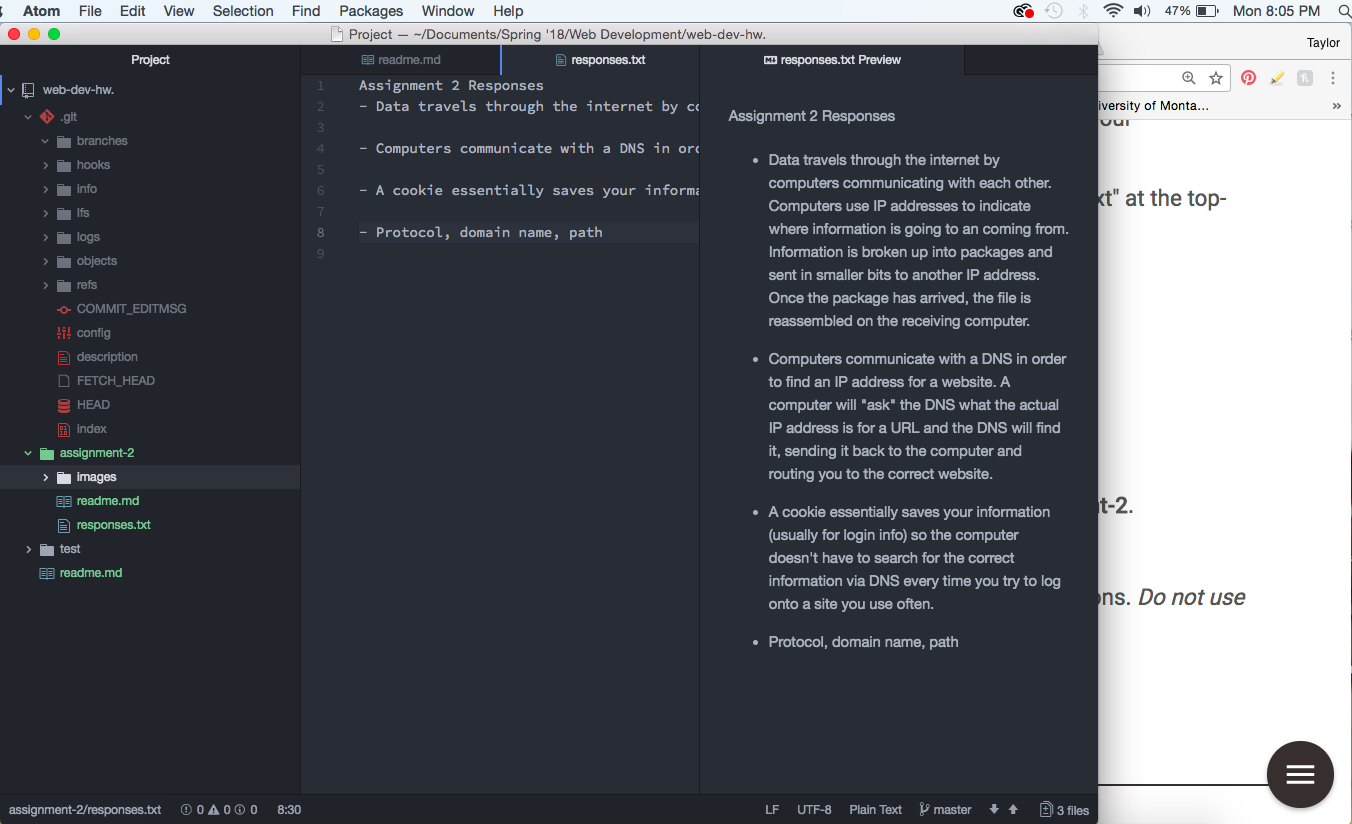 Atom File Edit View Selection Find Packages Window Help 47% Mon 8:05 PM
Project — ~/Documents/Spring '18/Web Development/web-dev-hw.
Project
web-dev-hw.
.git
branches
hooks
info
lfs
logs
objects
refs
COMMIT_EDITMSG
config
description
FETCH_HEAD
HEAD
index
assignment-2
images
readme.md
responses.txt
test
readme.md
readme.md responses.txt responses.txt Preview
1 Assignment 2 Responses
2 - Data travels through the internet by co
3
4 - Computers communicate with a DNS in ord
5
6 - A cookie essentially saves your informa
7
8 - Protocol, domain name, path
9
Assignment 2 Responses
• Data travels through the internet by
computers communicating with each other.
Computers use IP addresses to indicate
where information is going to an coming from.
Information is broken up into packages and
sent in smaller bits to another IP address.
Once the package has arrived, the file is
reassembled on the receiving computer.
• Computers communicate with a DNS in order
to find an IP address for a website. A
computer will "ask" the DNS what the actual
IP address is for a URL and the DNS will find
it, sending it back to the computer and
routing you to the correct website.
• A cookie essentially saves your information
(usually for login info) so the computer
doesn't have to search for the correct
information via DNS every time you try to log
onto a site you use often.
• Protocol, domain name, path
Taylor
iversity of Monta... »
xt" at the top-
t-2.
ons. Do not use
assignment-2/responses.txt 0 0 0 8:30 LF UTF-8 Plain Text master 3 files